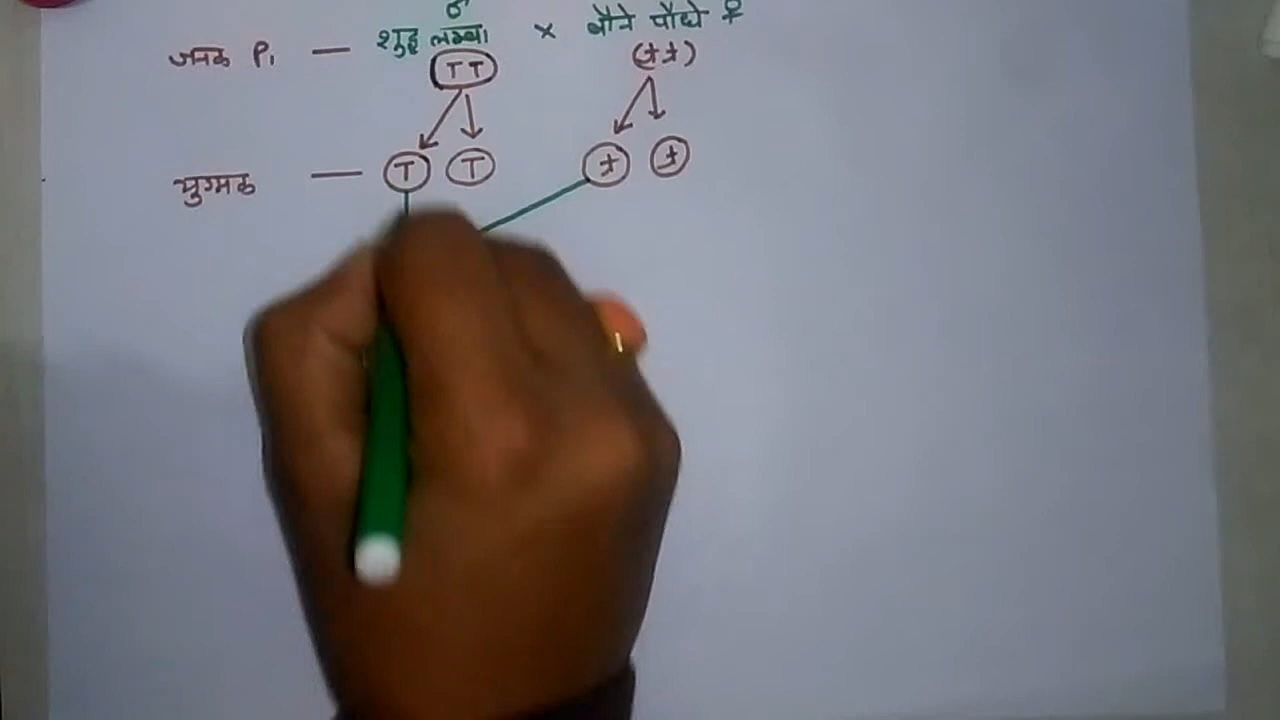 ♂
जनक P₁ — शुद्ध लम्बा × बौने पौधे ♀
TT (tt)
युग्मक — T T t t